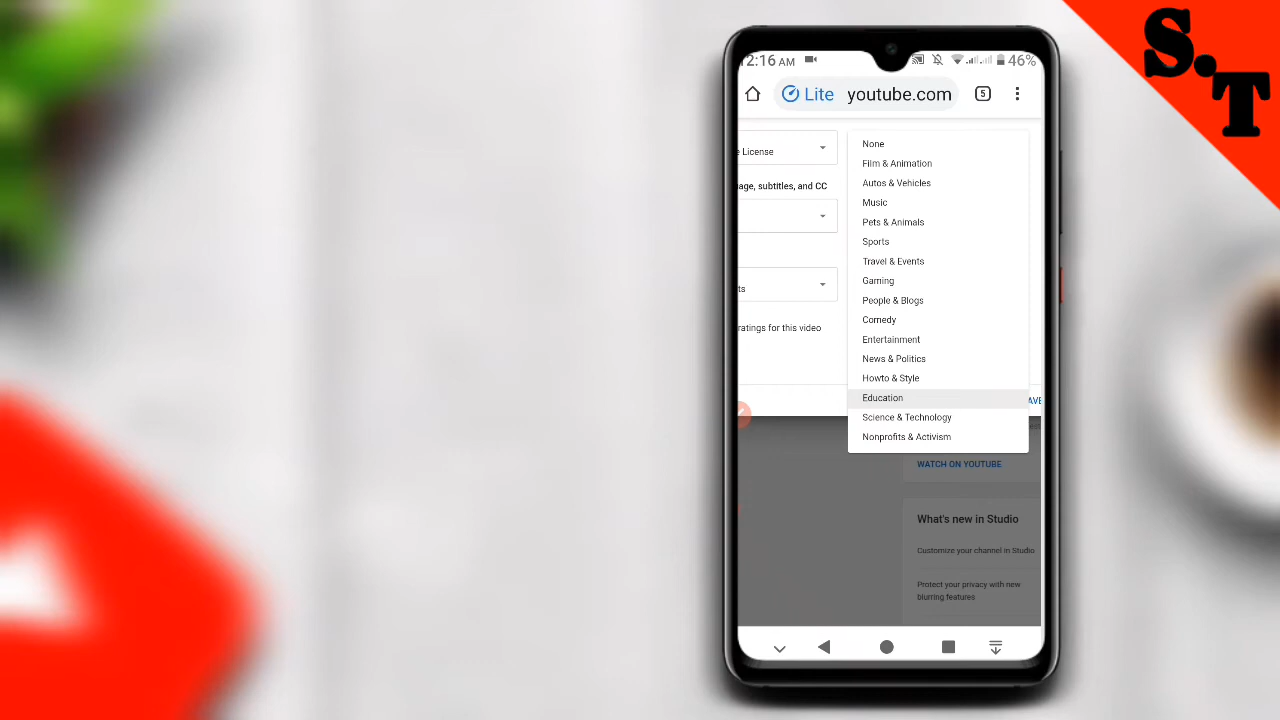 S.T
12:16 AM
46%
Lite youtube.com
5
e License
age, subtitles, and CC
ts
ratings for this video
None
Film & Animation
Autos & Vehicles
Music
Pets & Animals
Sports
Travel & Events
Gaming
People & Blogs
Comedy
Entertainment
News & Politics
Howto & Style
Education
Science & Technology
Nonprofits & Activism
AVE
WATCH ON YOUTUBE
What's new in Studio
Customize your channel in Studio
Protect your privacy with new
blurring features